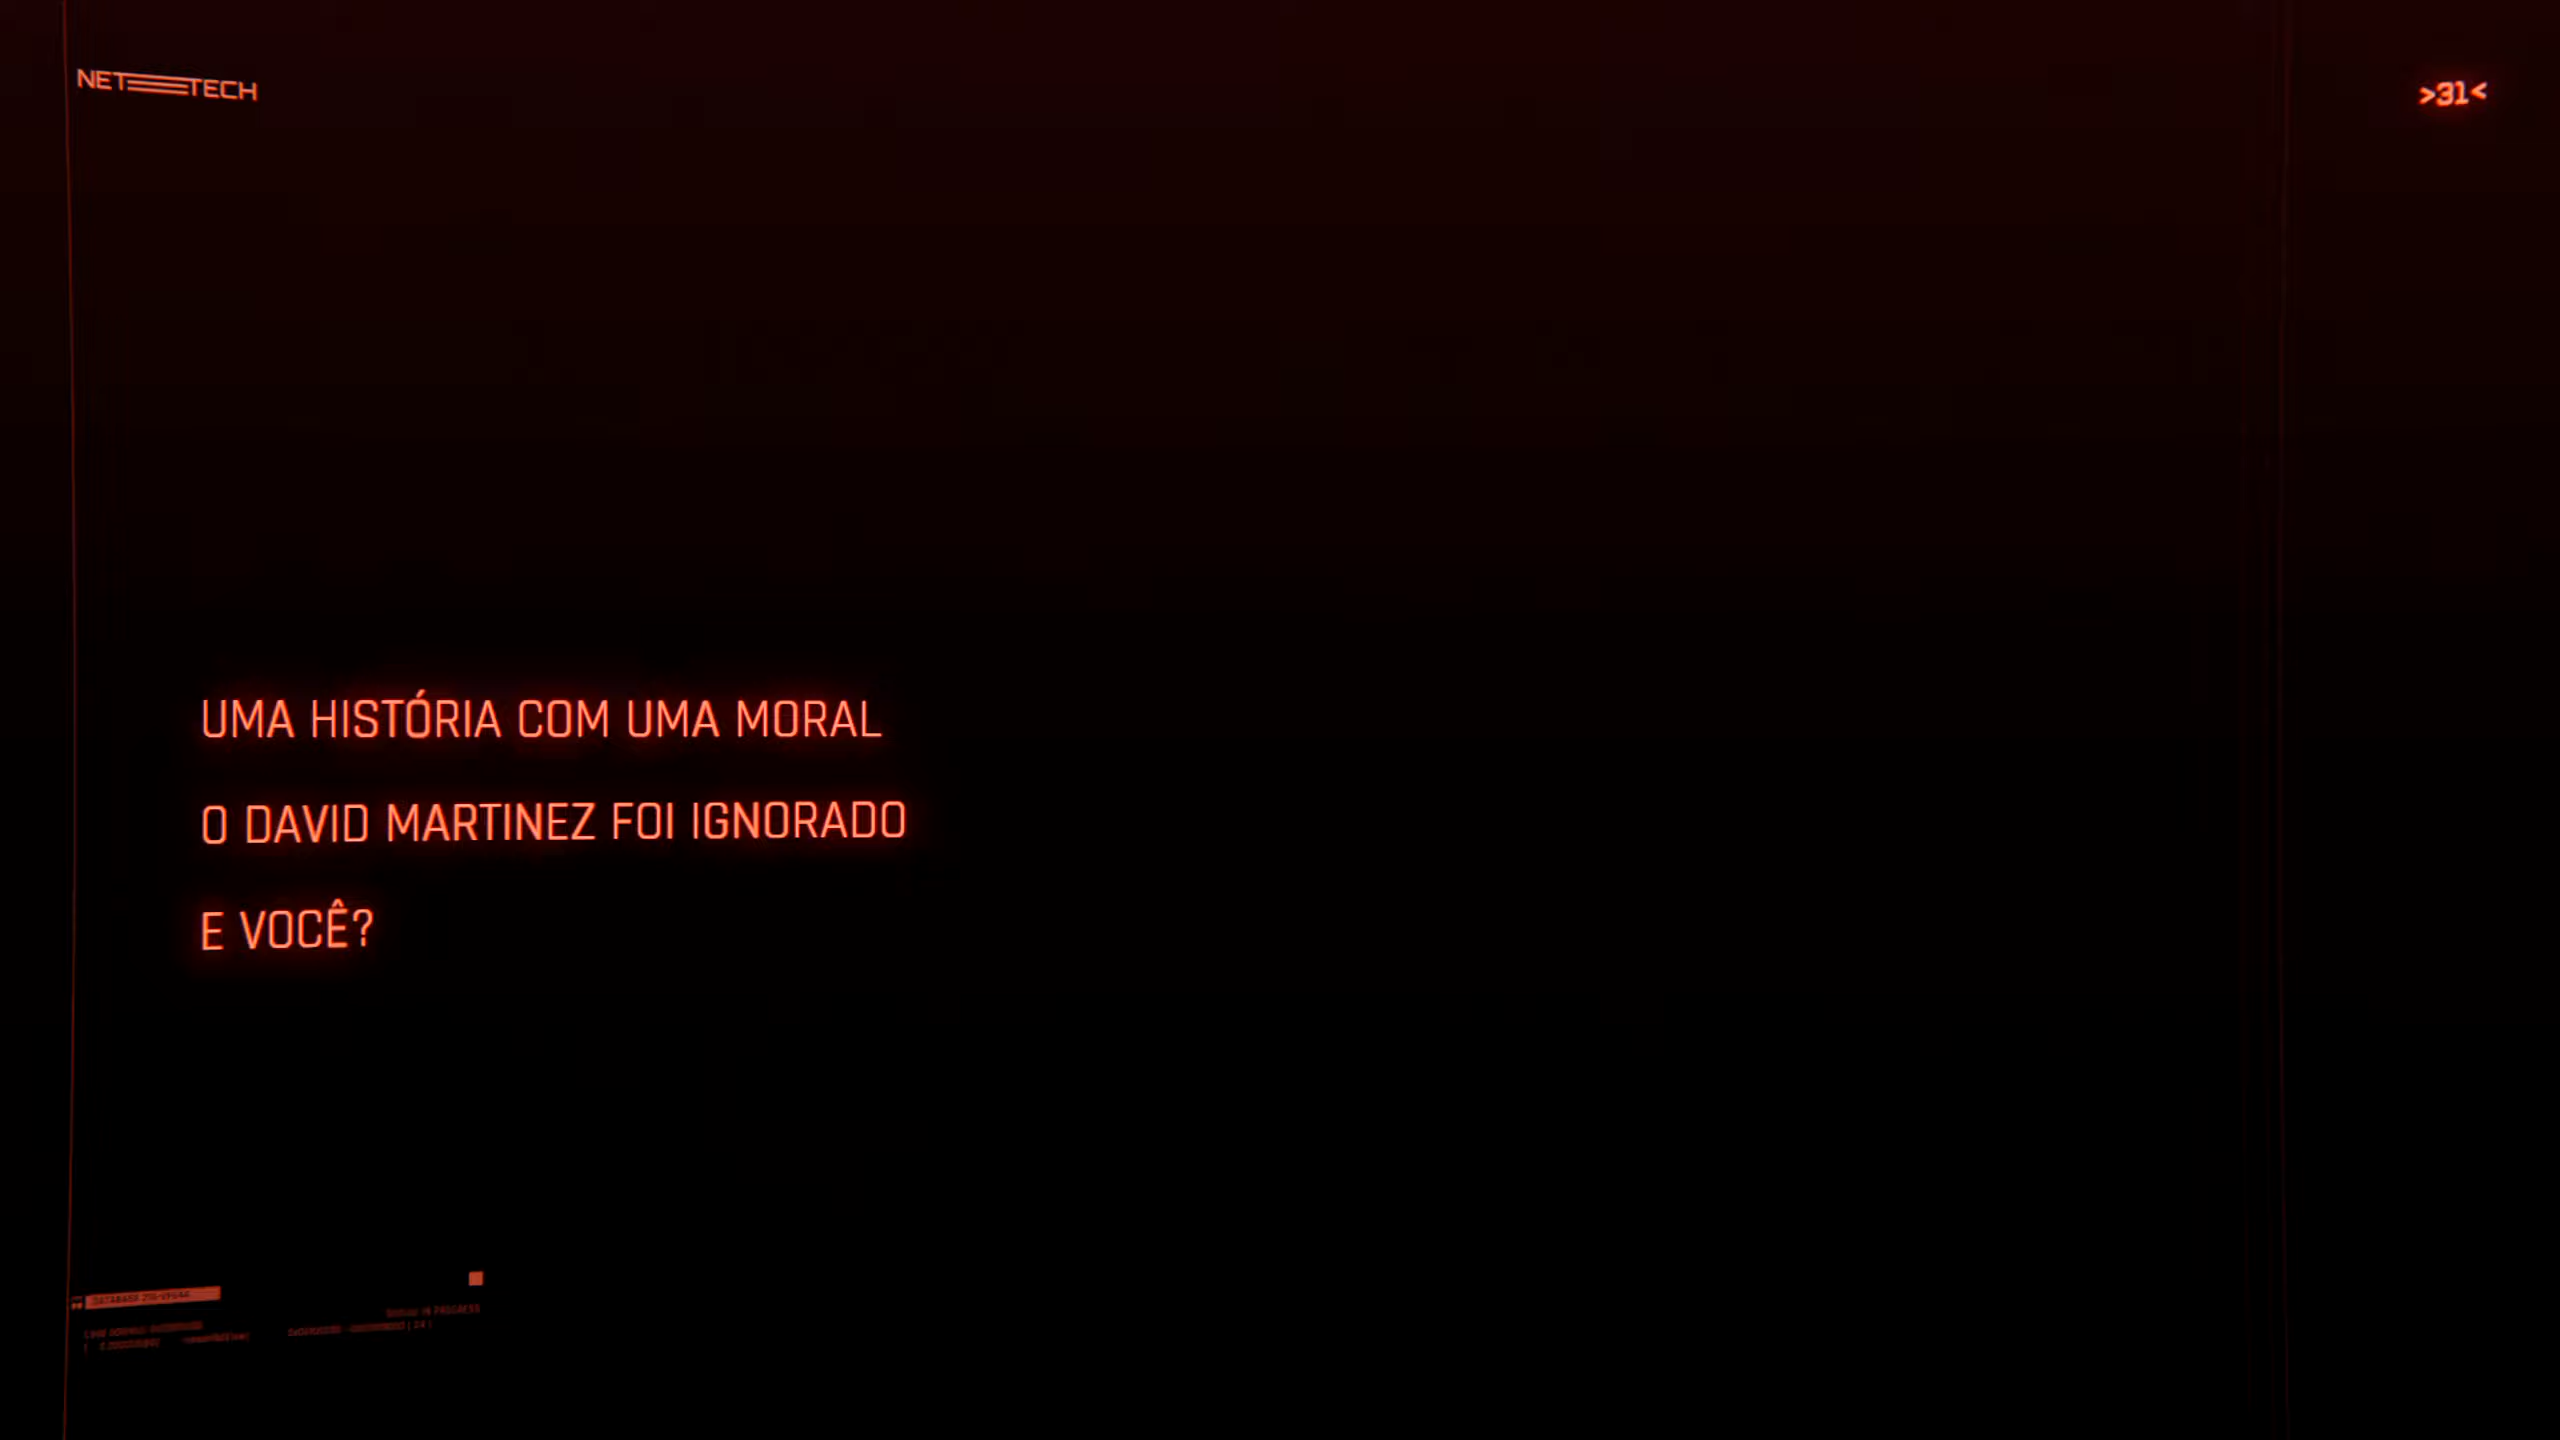 NET TECH
>31<
UMA HISTÓRIA COM UMA MORAL
O DAVID MARTINEZ FOI IGNORADO
E VOCÊ?